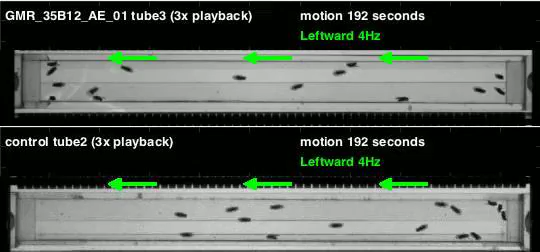 GMR_35B12_AE_01 tube3 (3x playback) motion 192 seconds
Leftward 4Hz
control tube2 (3x playback) motion 192 seconds
Leftward 4Hz